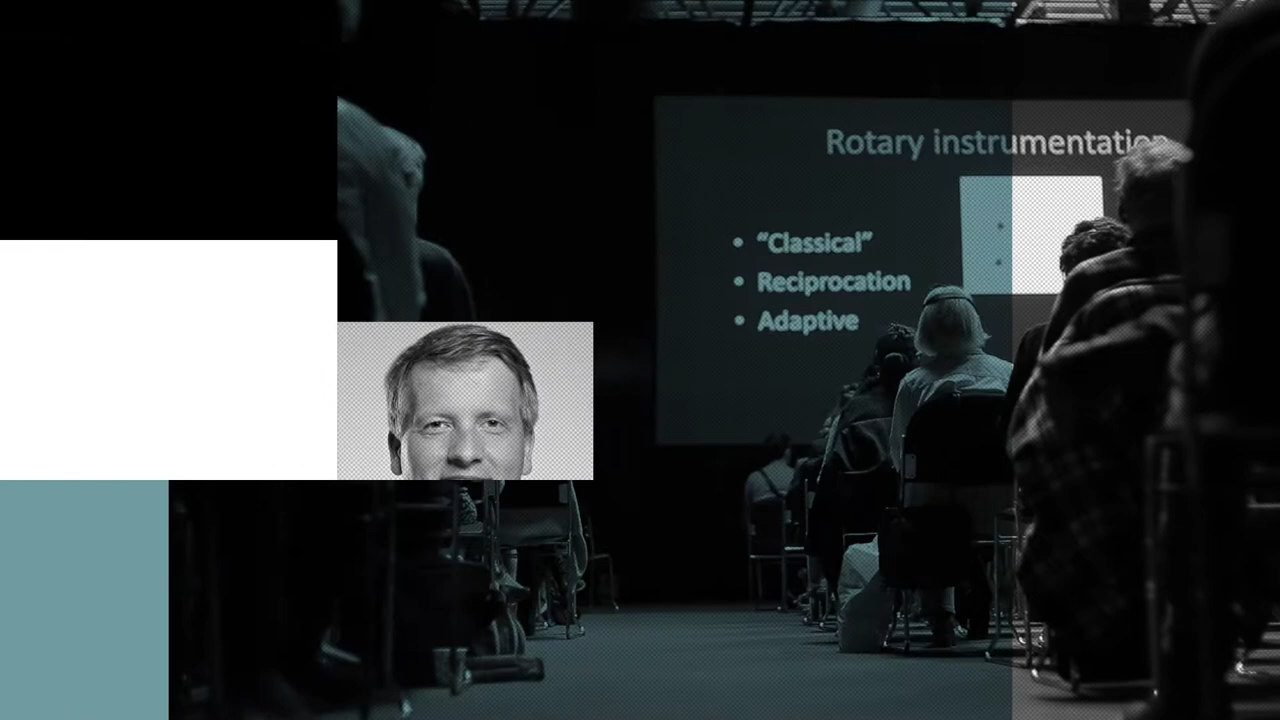 Rotary instrumentation
• “Classical”
• Reciprocation
• Adaptive